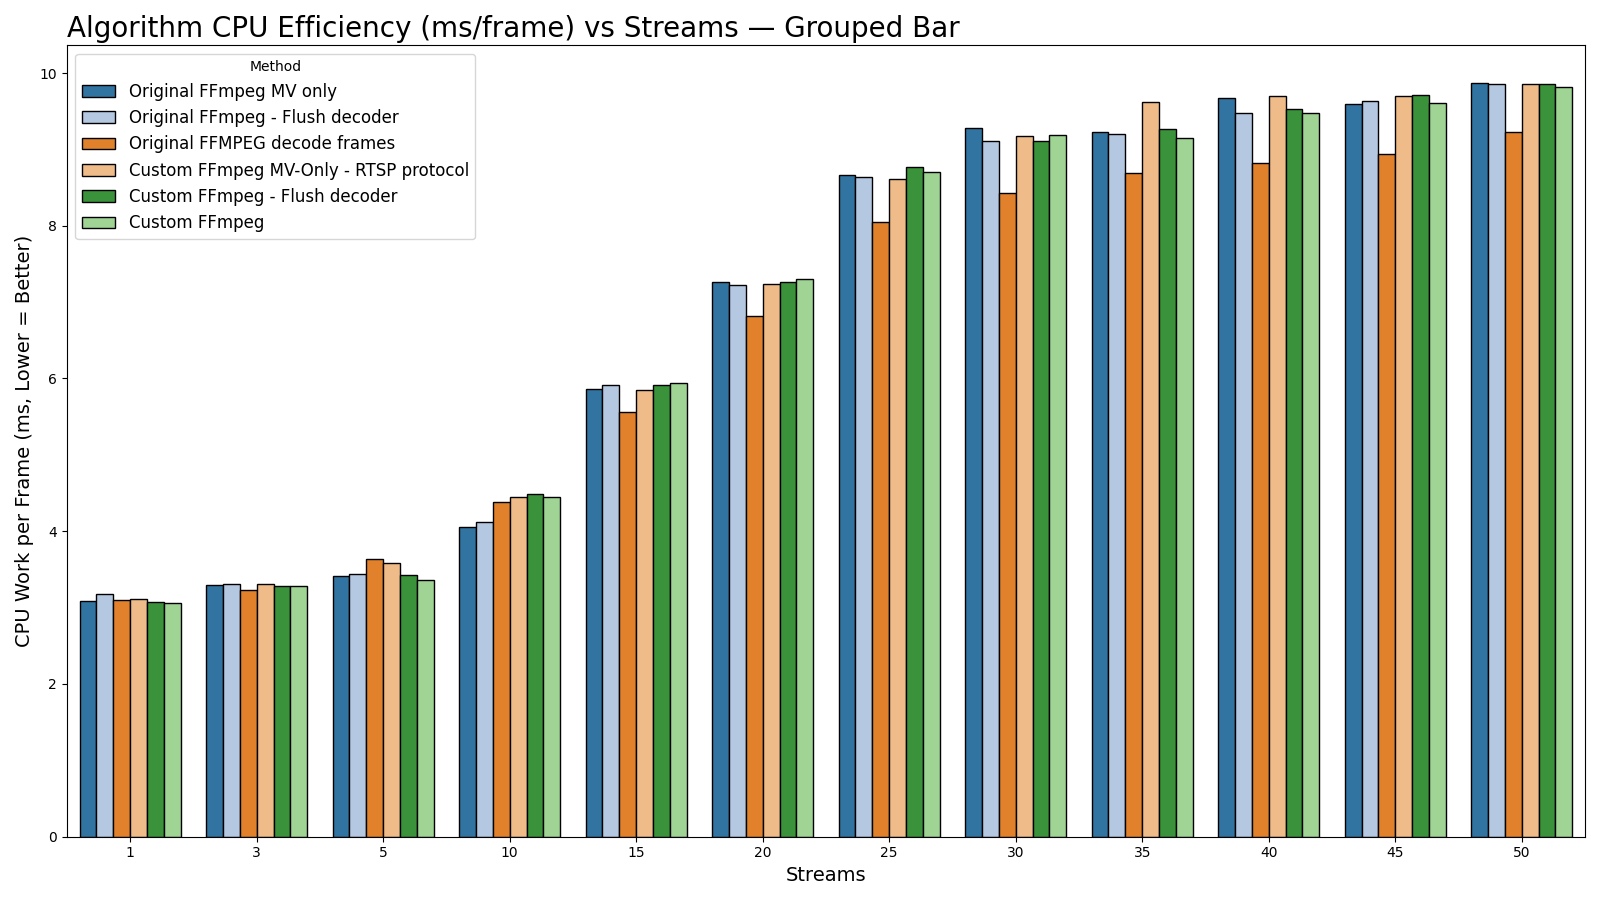 Algorithm CPU Efficiency (ms/frame) vs Streams — Grouped Bar
Method
Original FFmpeg MV only
Original FFmpeg - Flush decoder
Original FFMPEG decode frames
Custom FFmpeg MV-Only - RTSP protocol
Custom FFmpeg - Flush decoder
Custom FFmpeg
CPU Work per Frame (ms, Lower = Better)
10
8
6
4
2
0
1 3 5 10 15 20 25 30 35 40 45 50
Streams